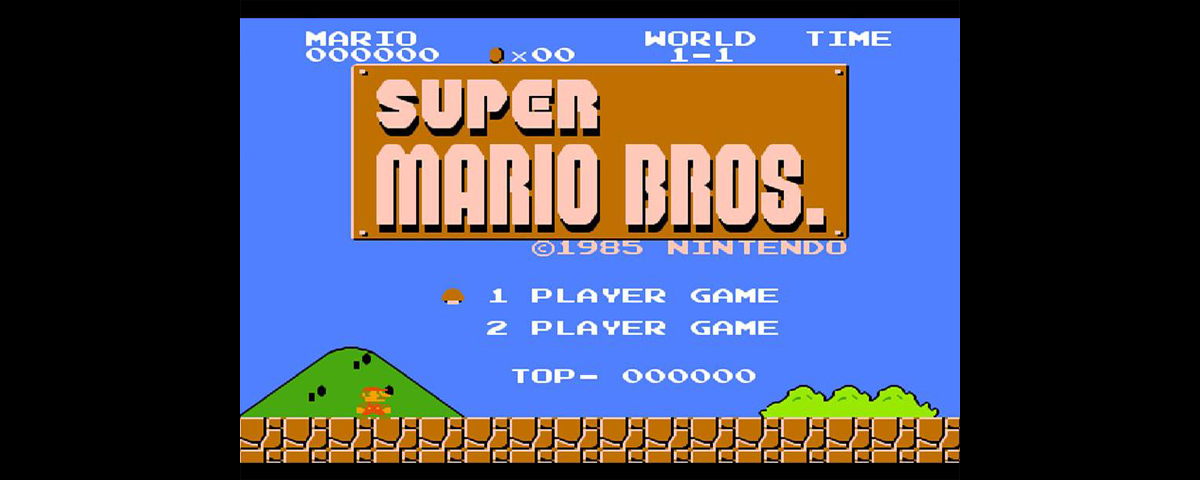 MARIO WORLD TIME
000000 ×00 1-1
SUPER
MARIO BROS.
©1985 NINTENDO
1 PLAYER GAME
2 PLAYER GAME
TOP- 000000